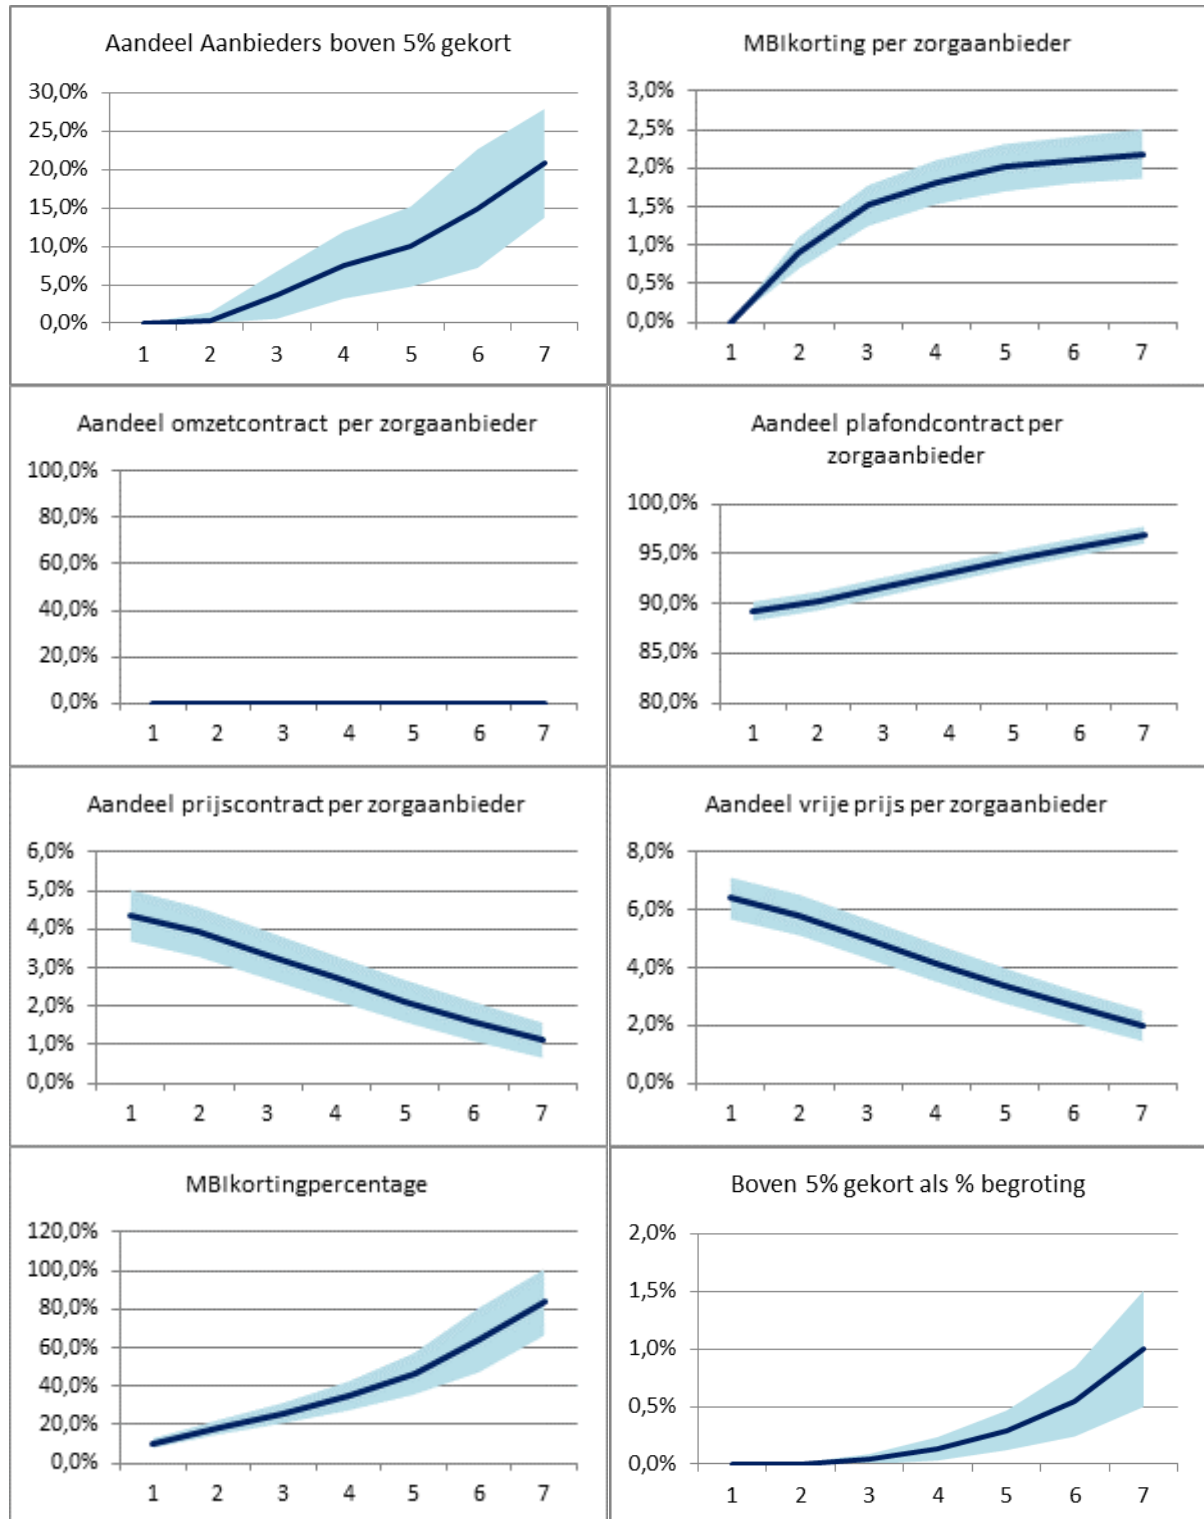 Aandeel Aanbieders boven 5% gekort
30,0%
25,0%
20,0%
15,0%
10,0%
5,0%
0,0%
1 2 3 4 5 6 7
MBIkorting per zorgaanbieder
3,0%
2,5%
2,0%
1,5%
1,0%
0,5%
0,0%
1 2 3 4 5 6 7
Aandeel omzetcontract per zorgaanbieder
100,0%
80,0%
60,0%
40,0%
20,0%
0,0%
1 2 3 4 5 6 7
Aandeel plafondcontract per
zorgaanbieder
100,0%
95,0%
90,0%
85,0%
80,0%
1 2 3 4 5 6 7
Aandeel prijscontract per zorgaanbieder
6,0%
5,0%
4,0%
3,0%
2,0%
1,0%
0,0%
1 2 3 4 5 6 7
Aandeel vrije prijs per zorgaanbieder
8,0%
6,0%
4,0%
2,0%
0,0%
1 2 3 4 5 6 7
MBIkortingpercentage
120,0%
100,0%
80,0%
60,0%
40,0%
20,0%
0,0%
1 2 3 4 5 6 7
Boven 5% gekort als % begroting
2,0%
1,5%
1,0%
0,5%
0,0%
1 2 3 4 5 6 7